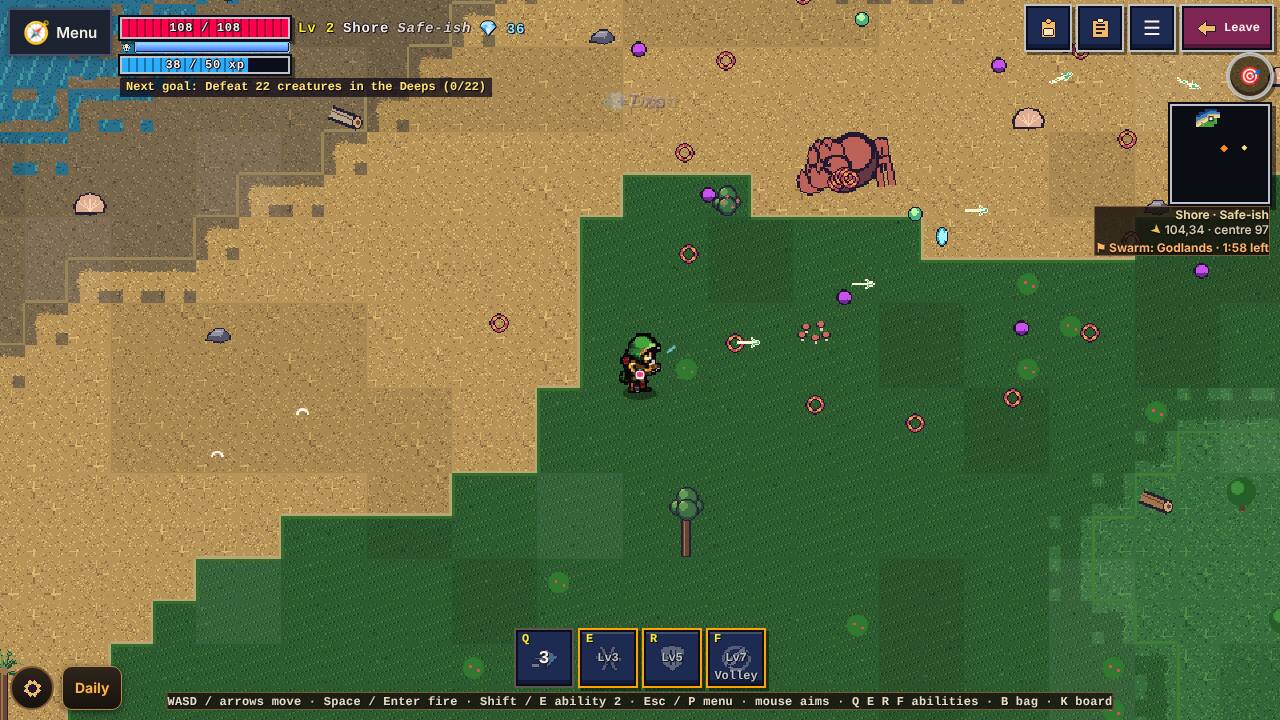 Menu
108 / 108
Lv 2 Shore Safe-ish 36
38 / 50 xp
Next goal: Defeat 22 creatures in the Deeps (0/22)
Leave
Shore · Safe-ish
104,34 · centre 97
Swarm: Godlands · 1:58 left
Q
3
E
Lv3
R
Lv5
F
Lv7
Volley
Daily
WASD / arrows move · Space / Enter fire · Shift / E ability 2 · Esc / P menu · mouse aims · Q E R F abilities · B bag · K board